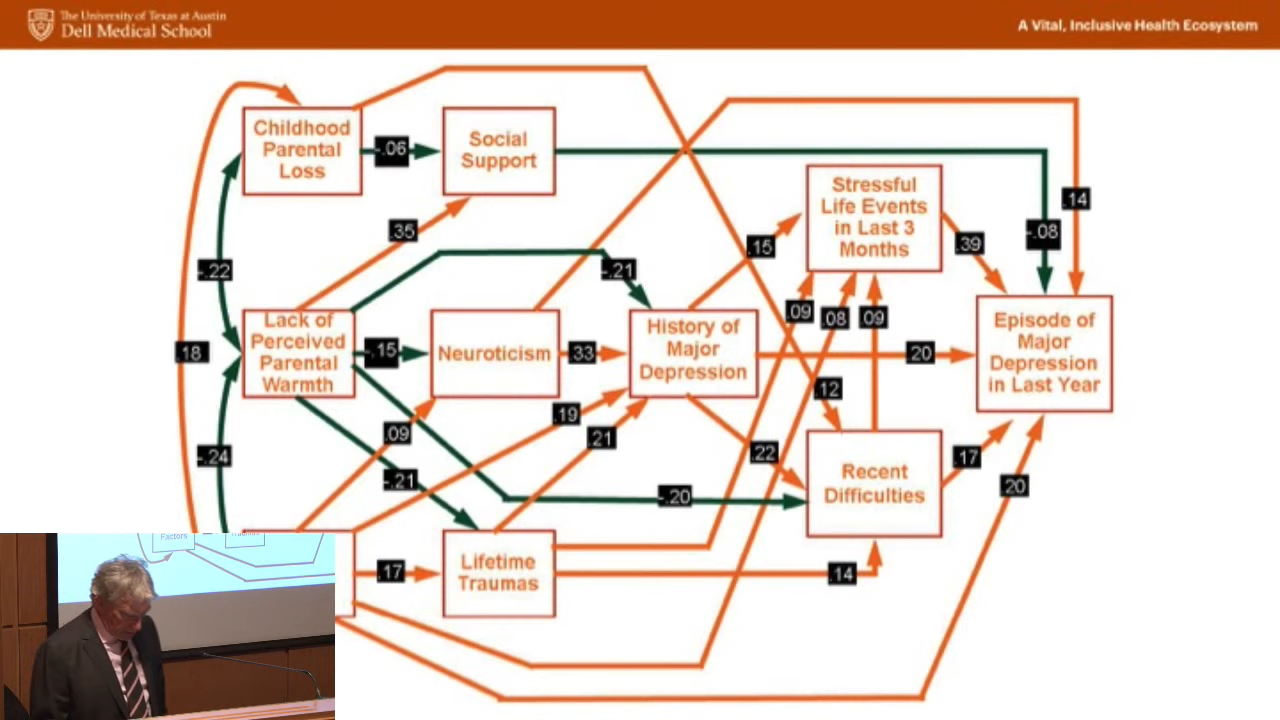 The University of Texas at Austin
Dell Medical School
A Vital, Inclusive Health Ecosystem
Childhood
Parental
Loss
-.06
Social
Support
Stressful
Life Events
in Last 3
Months
.14
-.08
.35
.15
.39
-.22
-.21
.09
.08
.09
.18
Lack of
Perceived
Parental
Warmth
-.15
Neuroticism
.33
History of
Major
Depression
.20
Episode of
Major
Depression
in Last Year
.12
.19
.09
.21
.22
.17
-.24
-.21
-.20
Recent
Difficulties
.20
.17
Lifetime
Traumas
.14
Factors